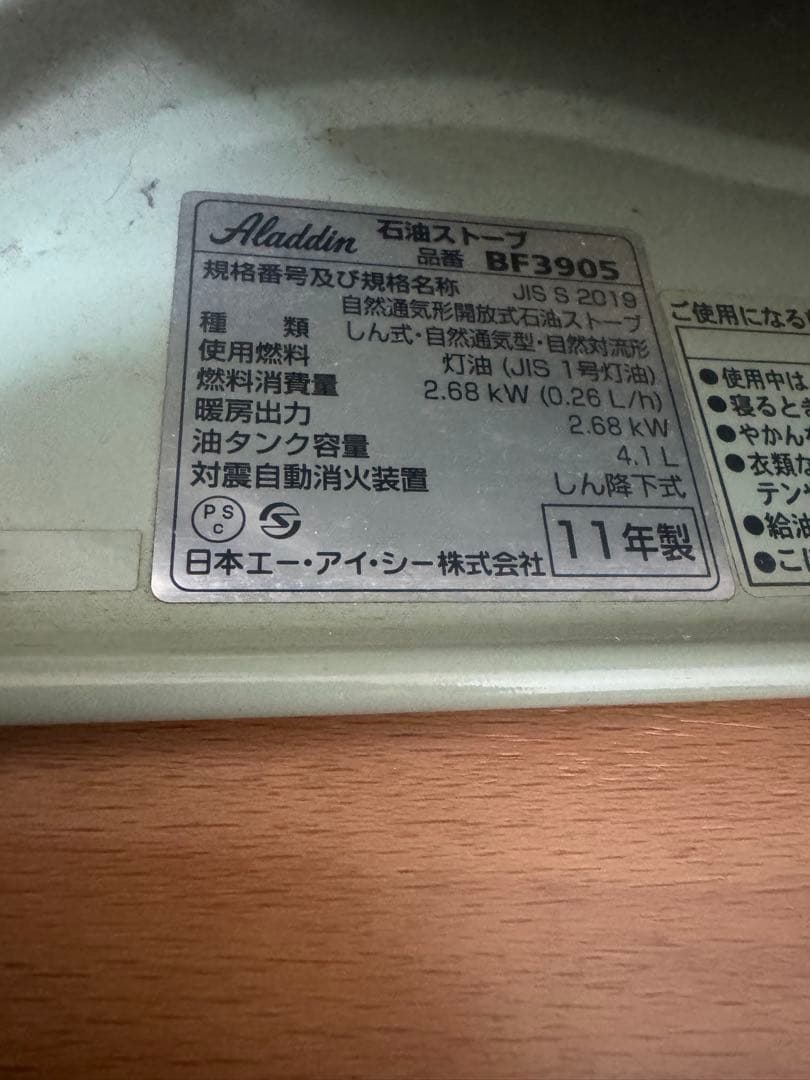 Aladdin 石油ストーブ
品番 BF3905
規格番号及び規格名称 JIS S 2019
自然通気形開放式石油ストーブ
種類 しん式・自然通気型・自然対流形
使用燃料 灯油 (JIS 1号灯油)
燃料消費量 2.68 kW (0.26 L/h)
暖房出力 2.68 kW
油タンク容量 4.1 L
対震自動消火装置 しん降下式
PS
C
日本エー・アイ・シー株式会社
11年製
ご使用になる
●使用中は
●寝るとき
●やかん
●衣類
テン
●給油
●こ